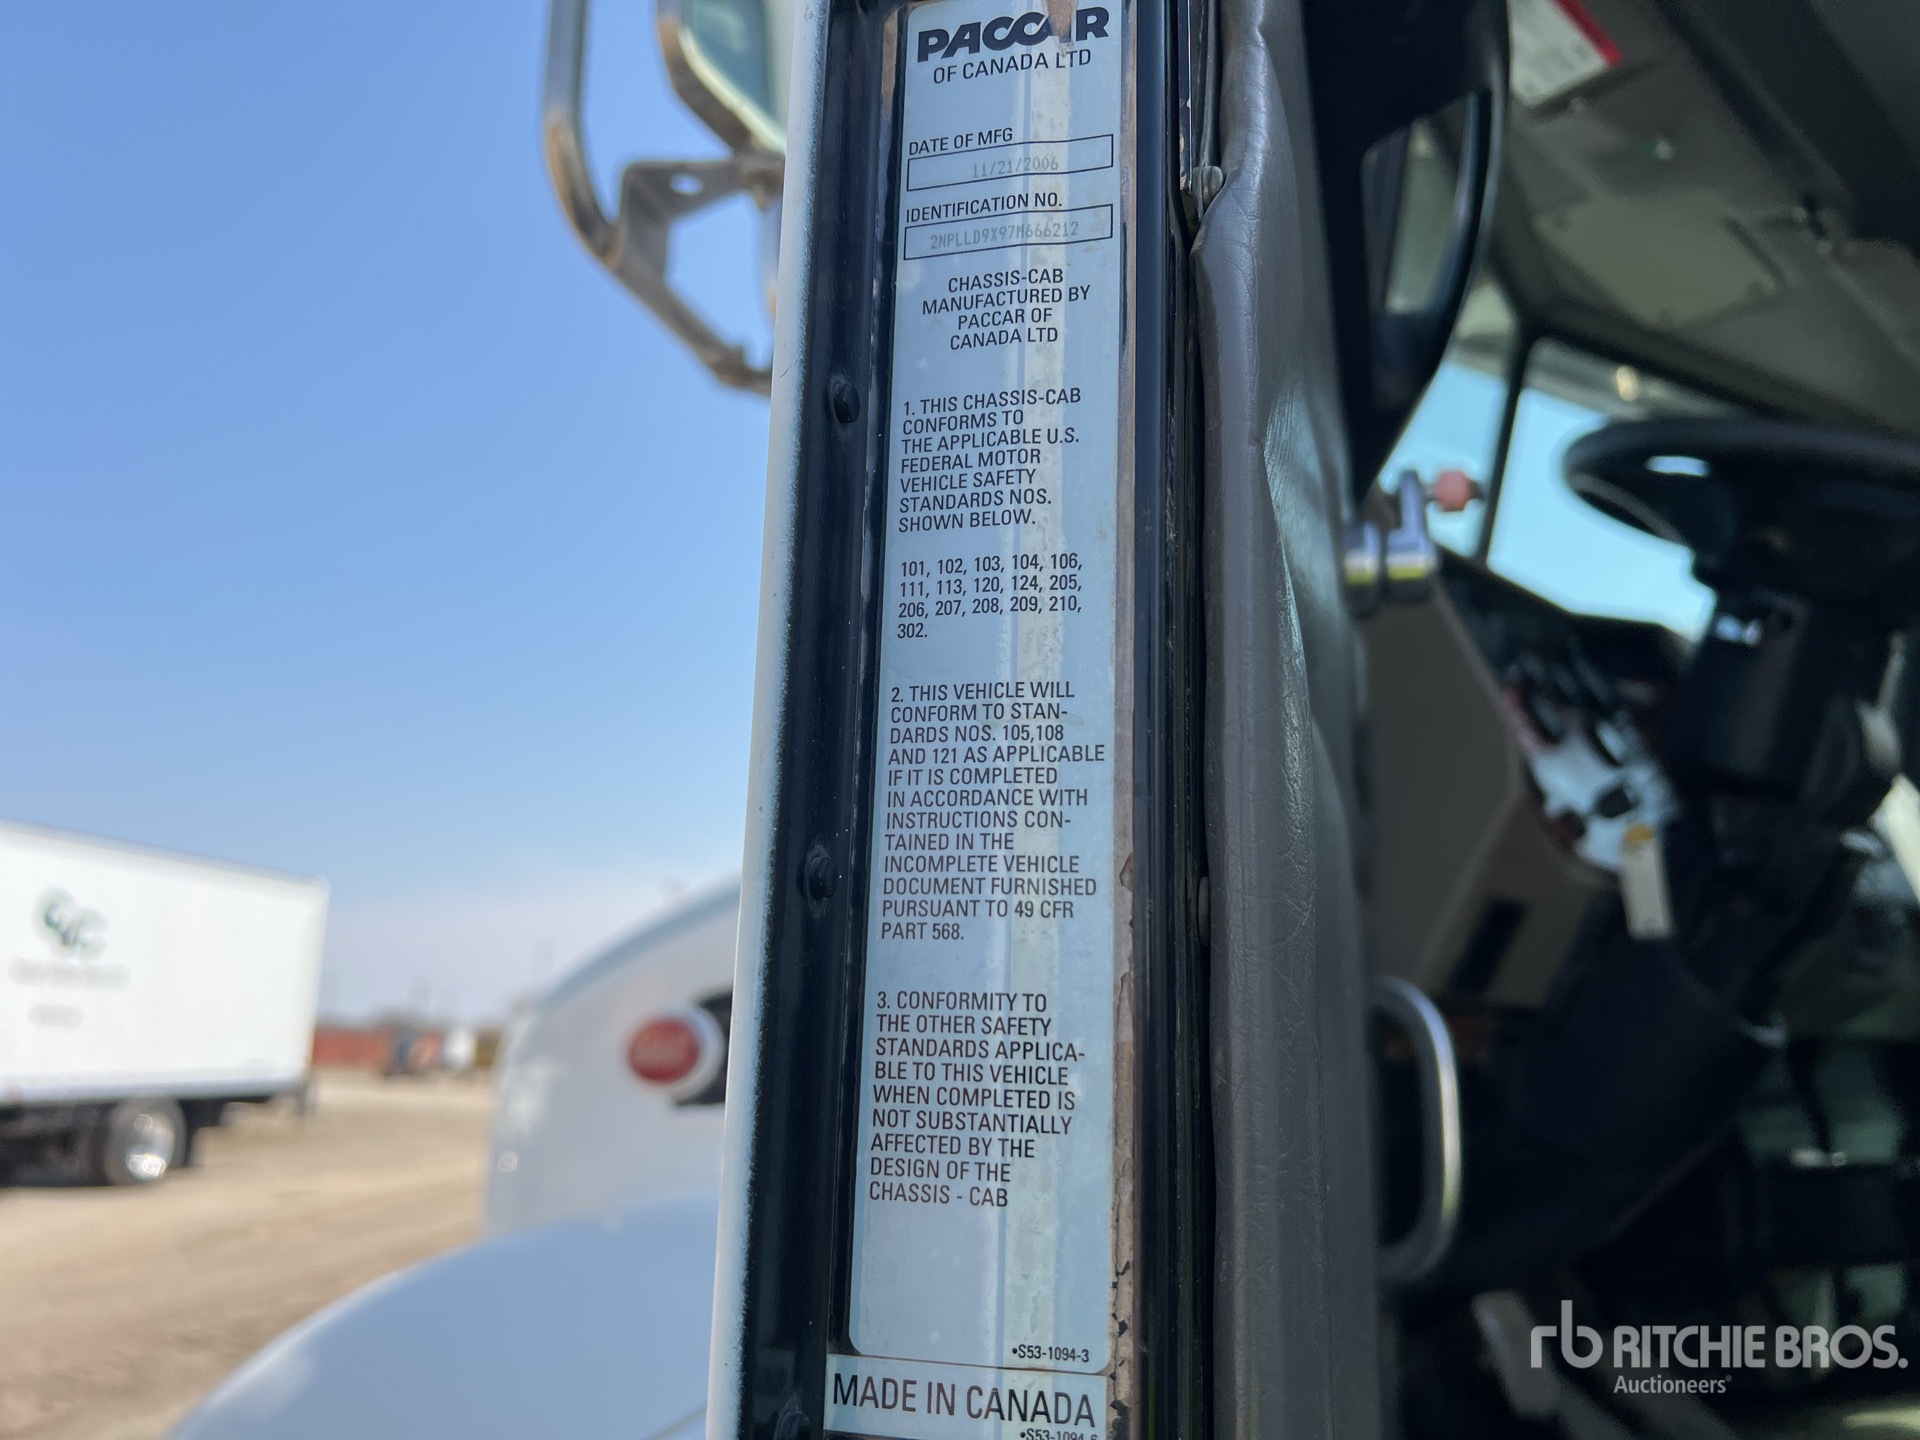 PACCAR
OF CANADA LTD
DATE OF MFG
11/21/2006
IDENTIFICATION NO.
2NPLLD9X97M666212
CHASSIS-CAB
MANUFACTURED BY
PACCAR OF
CANADA LTD
1. THIS CHASSIS-CAB
CONFORMS TO
THE APPLICABLE U.S.
FEDERAL MOTOR
VEHICLE SAFETY
STANDARDS NOS.
SHOWN BELOW.
101, 102, 103, 104, 106,
111, 113, 120, 124, 205,
206, 207, 208, 209, 210,
302.
2. THIS VEHICLE WILL
CONFORM TO STAN-
DARDS NOS. 105,108
AND 121 AS APPLICABLE
IF IT IS COMPLETED
IN ACCORDANCE WITH
INSTRUCTIONS CON-
TAINED IN THE
INCOMPLETE VEHICLE
DOCUMENT FURNISHED
PURSUANT TO 49 CFR
PART 568.
3. CONFORMITY TO
THE OTHER SAFETY
STANDARDS APPLICA-
BLE TO THIS VEHICLE
WHEN COMPLETED IS
NOT SUBSTANTIALLY
AFFECTED BY THE
DESIGN OF THE
CHASSIS - CAB
•S53-1094-3
MADE IN CANADA
•S53-1094-6
rb RITCHIE BROS.
Auctioneers®